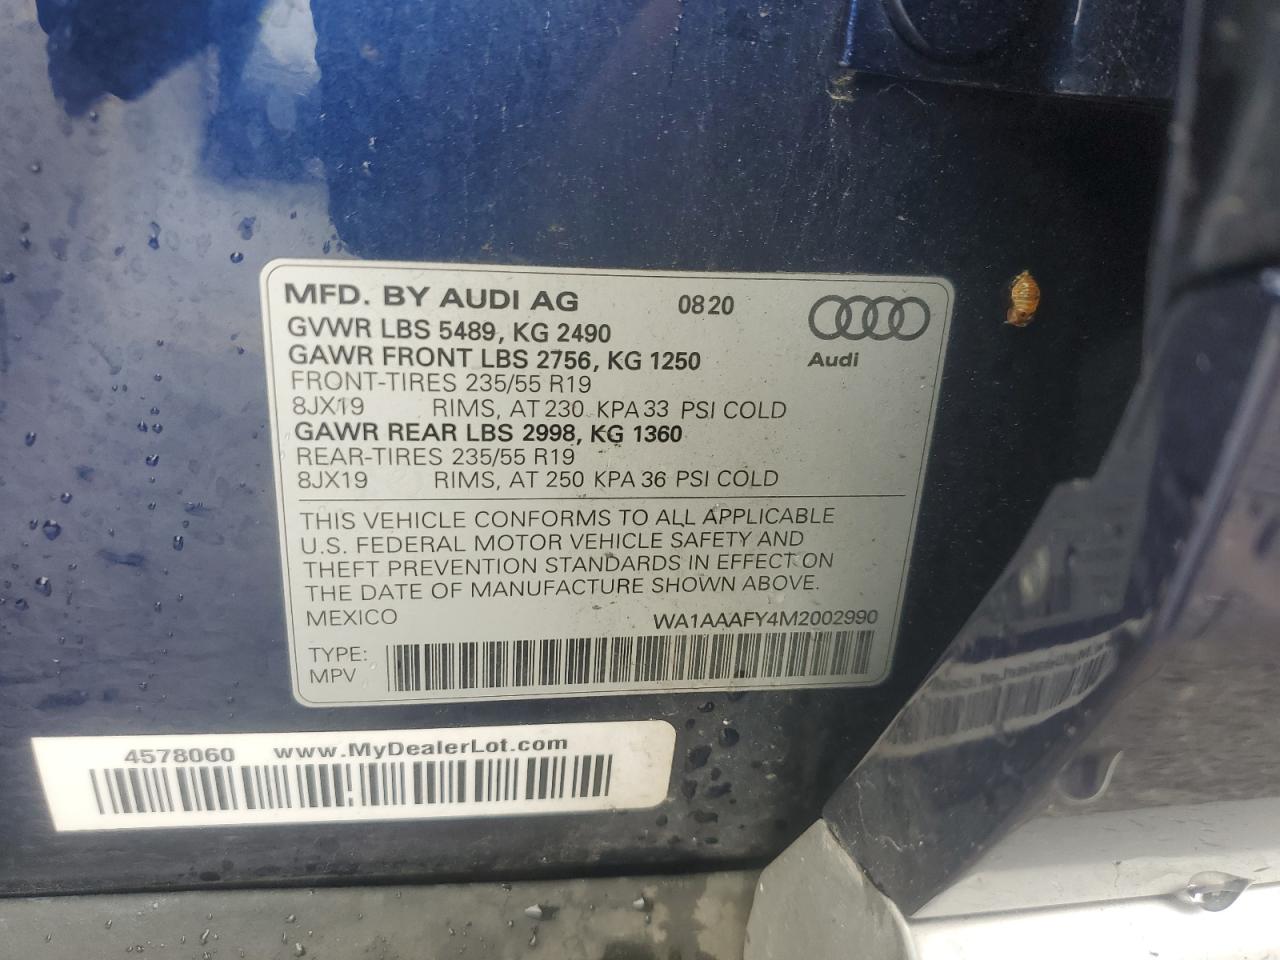 MFD. BY AUDI AG 0820
GVWR LBS 5489, KG 2490
GAWR FRONT LBS 2756, KG 1250
Audi
FRONT-TIRES 235/55 R19
8JX19 RIMS, AT 230 KPA 33 PSI COLD
GAWR REAR LBS 2998, KG 1360
REAR-TIRES 235/55 R19
8JX19 RIMS, AT 250 KPA 36 PSI COLD
THIS VEHICLE CONFORMS TO ALL APPLICABLE
U.S. FEDERAL MOTOR VEHICLE SAFETY AND
THEFT PREVENTION STANDARDS IN EFFECT ON
THE DATE OF MANUFACTURE SHOWN ABOVE.
MEXICO WA1AAAFY4M2002990
TYPE:
MPV
4578060 www.MyDealerLot.com